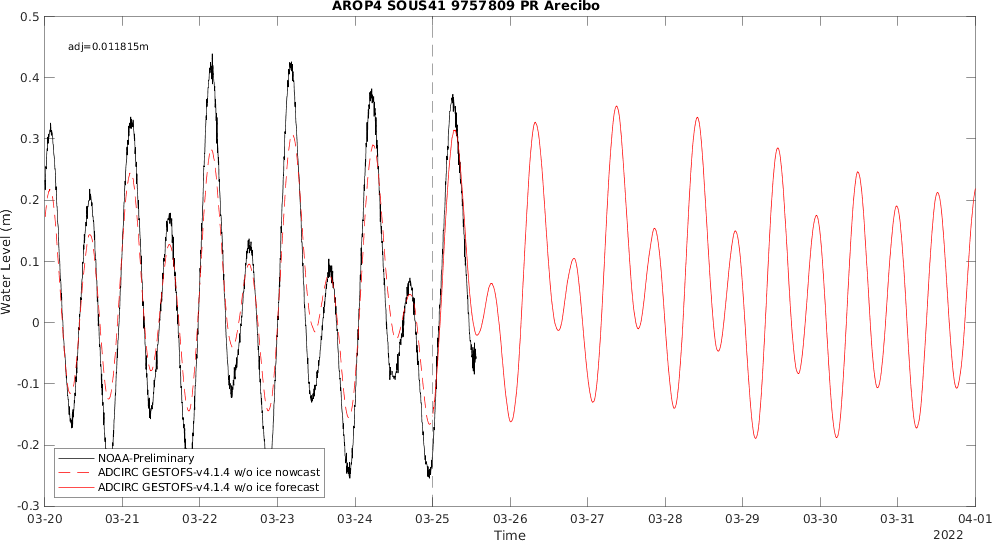 AROP4 SOUS41 9757809 PR Arecibo
adj=0.011815m
Water Level (m)
0.5
0.4
0.3
0.2
0.1
0
-0.1
-0.2
-0.3
NOAA-Preliminary
ADCIRC GESTOFS-v4.1.4 w/o ice nowcast
ADCIRC GESTOFS-v4.1.4 w/o ice forecast
03-20 03-21 03-22 03-23 03-24 03-25 03-26 03-27 03-28 03-29 03-30 03-31 04-01
Time
2022